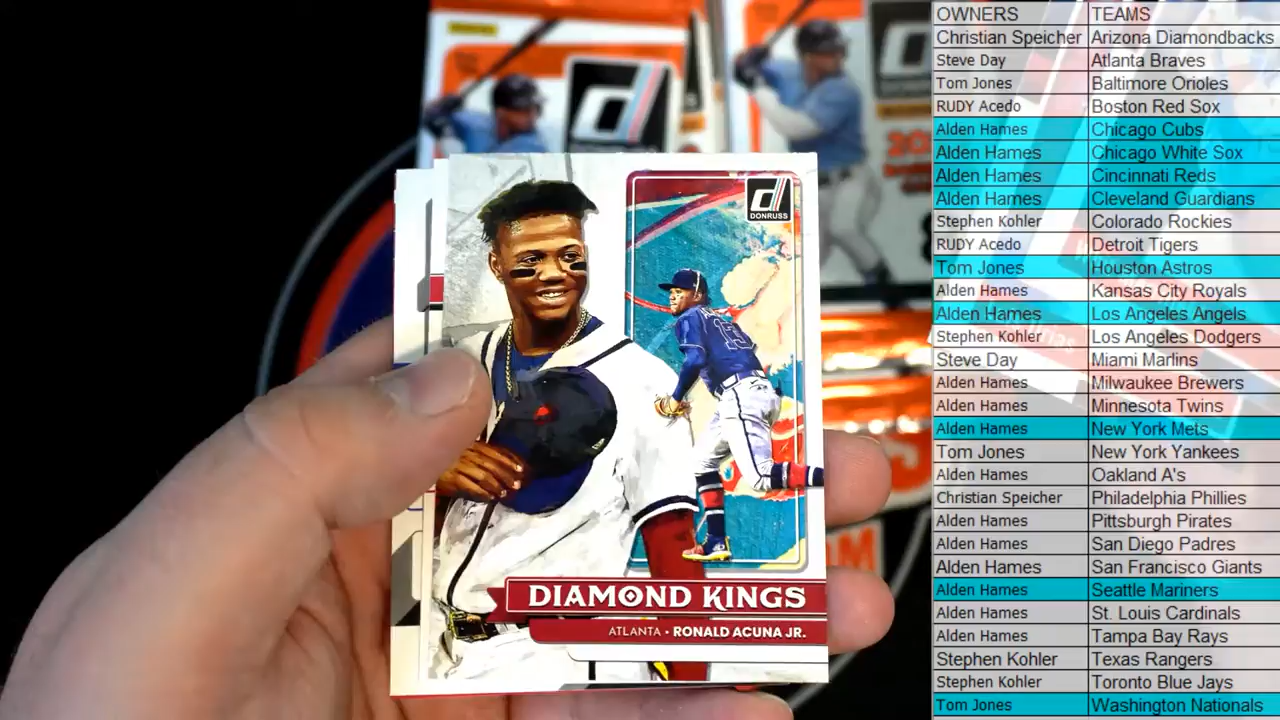 d
DONRUSS
13
DIAMOND KINGS
ATLANTA • RONALD ACUNA JR.
OWNERS TEAMS
Christian Speicher Arizona Diamondbacks
Steve Day Atlanta Braves
Tom Jones Baltimore Orioles
RUDY Acedo Boston Red Sox
Alden Hames Chicago Cubs
Alden Hames Chicago White Sox
Alden Hames Cincinnati Reds
Alden Hames Cleveland Guardians
Stephen Kohler Colorado Rockies
RUDY Acedo Detroit Tigers
Tom Jones Houston Astros
Alden Hames Kansas City Royals
Alden Hames Los Angeles Angels
Stephen Kohler Los Angeles Dodgers
Steve Day Miami Marlins
Alden Hames Milwaukee Brewers
Alden Hames Minnesota Twins
Alden Hames New York Mets
Tom Jones New York Yankees
Alden Hames Oakland A's
Christian Speicher Philadelphia Phillies
Alden Hames Pittsburgh Pirates
Alden Hames San Diego Padres
Alden Hames San Francisco Giants
Alden Hames Seattle Mariners
Alden Hames St. Louis Cardinals
Alden Hames Tampa Bay Rays
Stephen Kohler Texas Rangers
Stephen Kohler Toronto Blue Jays
Tom Jones Washington Nationals